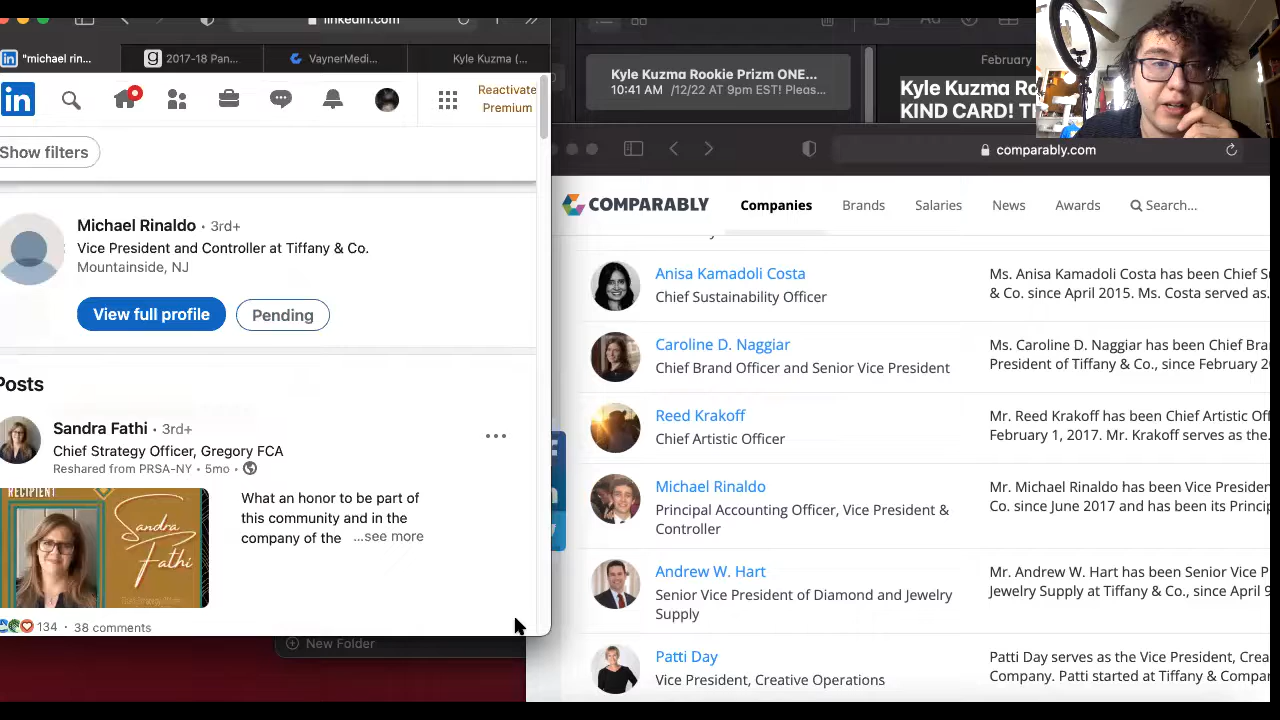 linkedin.com
"michael rin...
2017-18 Pan...
VaynerMedi...
Kyle Kuzma (...
in
Reactivate
Premium
Show filters
Michael Rinaldo • 3rd+
Vice President and Controller at Tiffany & Co.
Mountainside, NJ
View full profile
Pending
Posts
Sandra Fathi • 3rd+
Chief Strategy Officer, Gregory FCA
Reshared from PRSA-NY • 5mo •
RECIPIENT
Sandra
Fathi
What an honor to be part of
this community and in the
company of the ...see more
134 • 38 comments
New Folder
Kyle Kuzma Rookie Prizm ONE...
10:41 AM /12/22 AT 9pm EST! Pleas...
February
Kyle Kuzma Ro
KIND CARD! T
comparably.com
COMPARABLY
Companies
Brands
Salaries
News
Awards
Search...
Anisa Kamadoli Costa
Chief Sustainability Officer
Ms. Anisa Kamadoli Costa has been Chief S
& Co. since April 2015. Ms. Costa served as.
Caroline D. Naggiar
Chief Brand Officer and Senior Vice President
Ms. Caroline D. Naggiar has been Chief Bra
President of Tiffany & Co., since February 2
Reed Krakoff
Chief Artistic Officer
Mr. Reed Krakoff has been Chief Artistic Of
February 1, 2017. Mr. Krakoff serves as the.
Michael Rinaldo
Principal Accounting Officer, Vice President &
Controller
Mr. Michael Rinaldo has been Vice Presiden
Co. since June 2017 and has been its Princip
Andrew W. Hart
Senior Vice President of Diamond and Jewelry
Supply
Mr. Andrew W. Hart has been Senior Vice P
Jewelry Supply at Tiffany & Co., since April 9
Patti Day
Vice President, Creative Operations
Patti Day serves as the Vice President, Crea
Company. Patti started at Tiffany & Compar